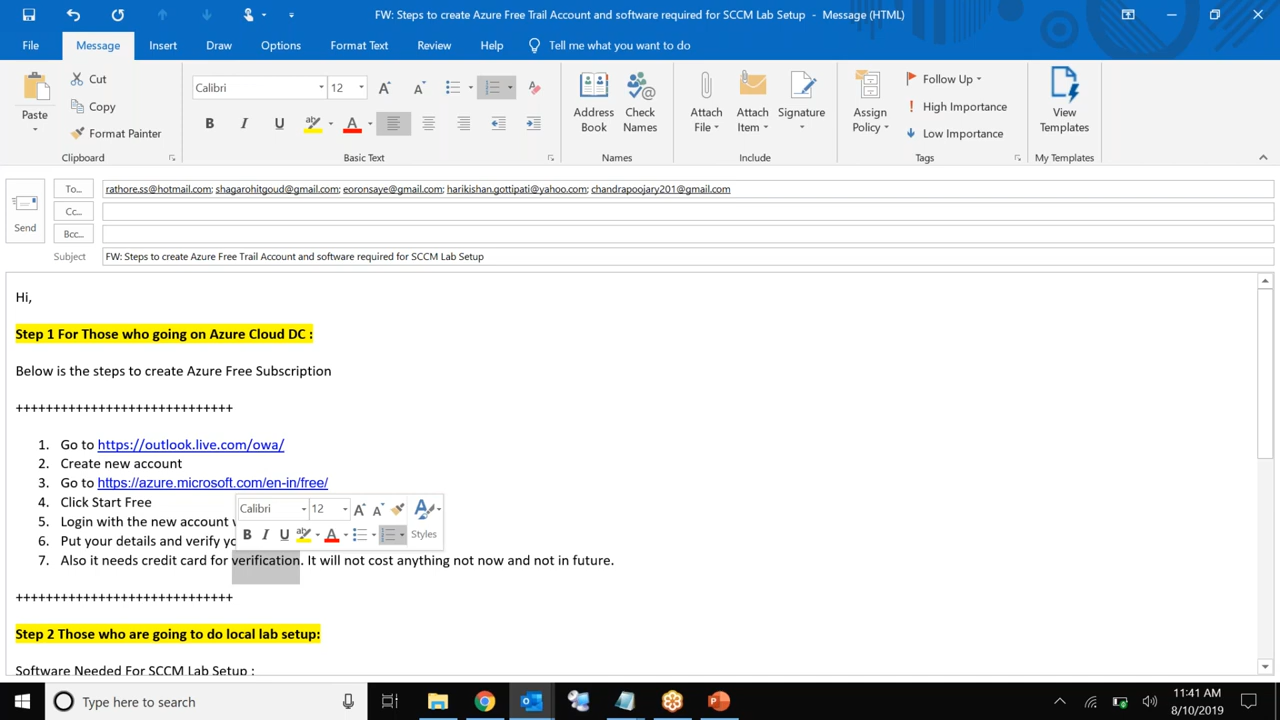 FW: Steps to create Azure Free Trail Account and software required for SCCM Lab Setup - Message (HTML)
File Message Insert Draw Options Format Text Review Help Tell me what you want to do
Paste
Cut
Copy
Format Painter
Clipboard
Calibri 12
B I U ab A
Basic Text
Address Book
Check Names
Names
Attach File
Attach Item
Signature
Include
Assign Policy
Follow Up
High Importance
Low Importance
Tags
View Templates
My Templates
Send
To... rathore.ss@hotmail.com; shagarohitgoud@gmail.com; eoronsaye@gmail.com; harikishan.gottipati@yahoo.com; chandrapoojary201@gmail.com
Cc...
Bcc...
Subject FW: Steps to create Azure Free Trail Account and software required for SCCM Lab Setup
Hi,
Step 1 For Those who going on Azure Cloud DC :
Below is the steps to create Azure Free Subscription
+++++++++++++++++++++++++++++
1. Go to https://outlook.live.com/owa/
2. Create new account
3. Go to https://azure.microsoft.com/en-in/free/
4. Click Start Free
5. Login with the new account
6. Put your details and verify
7. Also it needs credit card for verification. It will not cost anything not now and not in future.
Calibri 12
B I U ab A Styles
+++++++++++++++++++++++++++++
Step 2 Those who are going to do local lab setup:
Software Needed For SCCM Lab Setup :
Type here to search
11:41 AM
8/10/2019